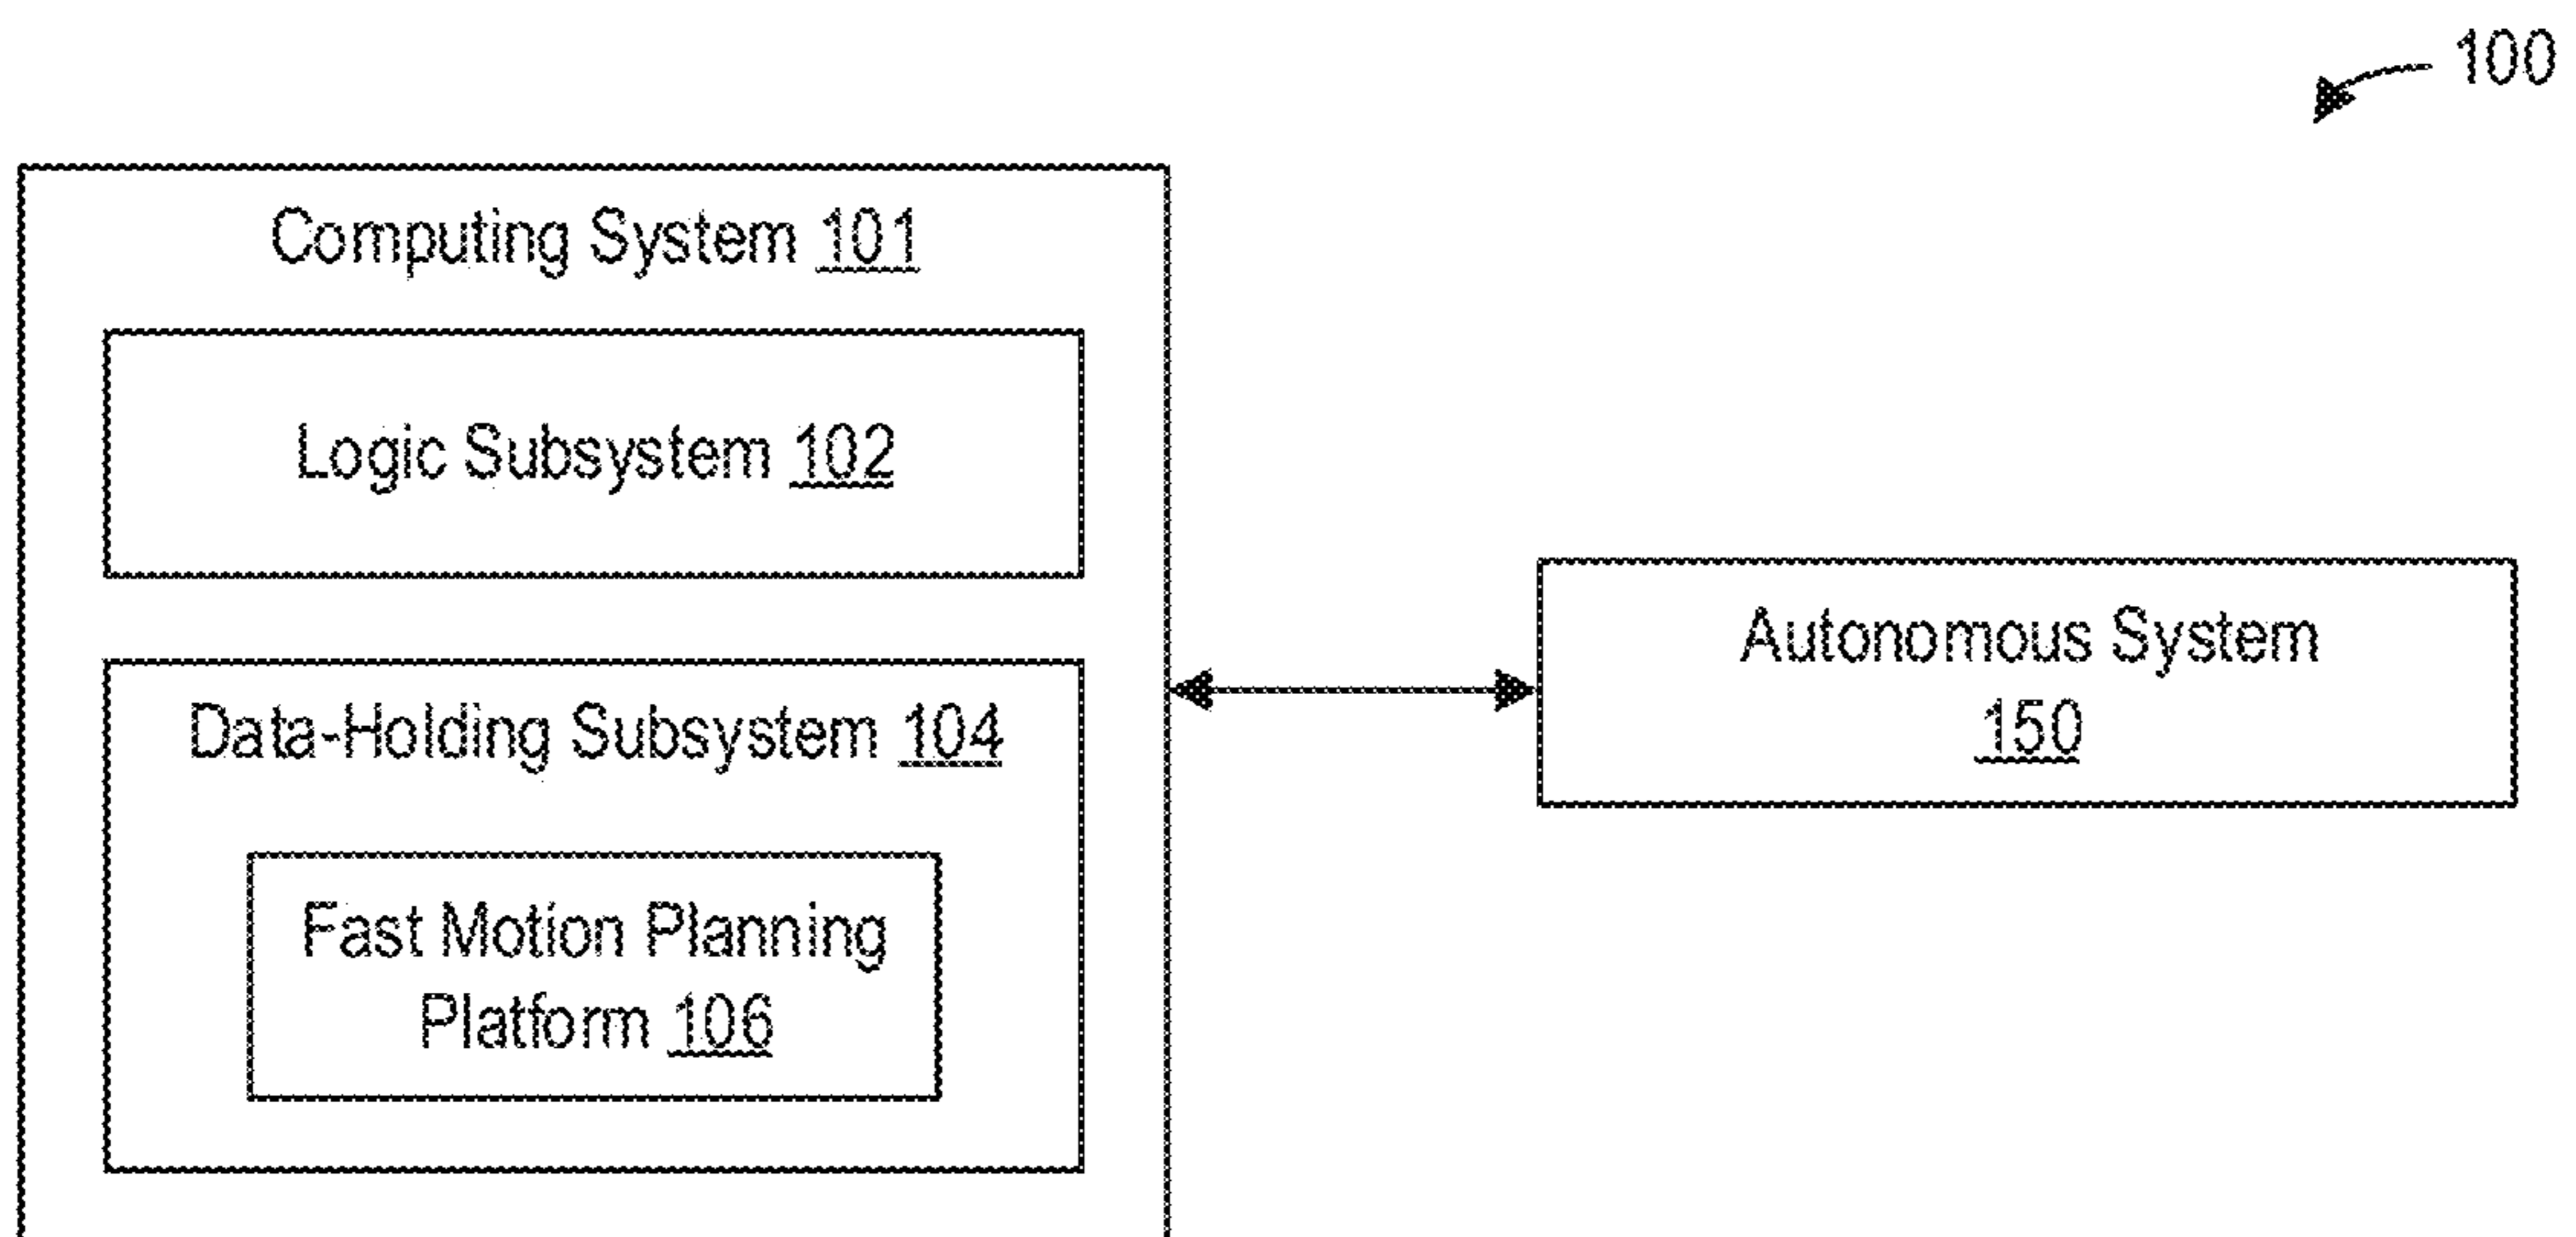 100
Computing System 101
Logic Subsystem 102
Data-Holding Subsystem 104
Fast Motion Planning
Platform 106
Autonomous System
150